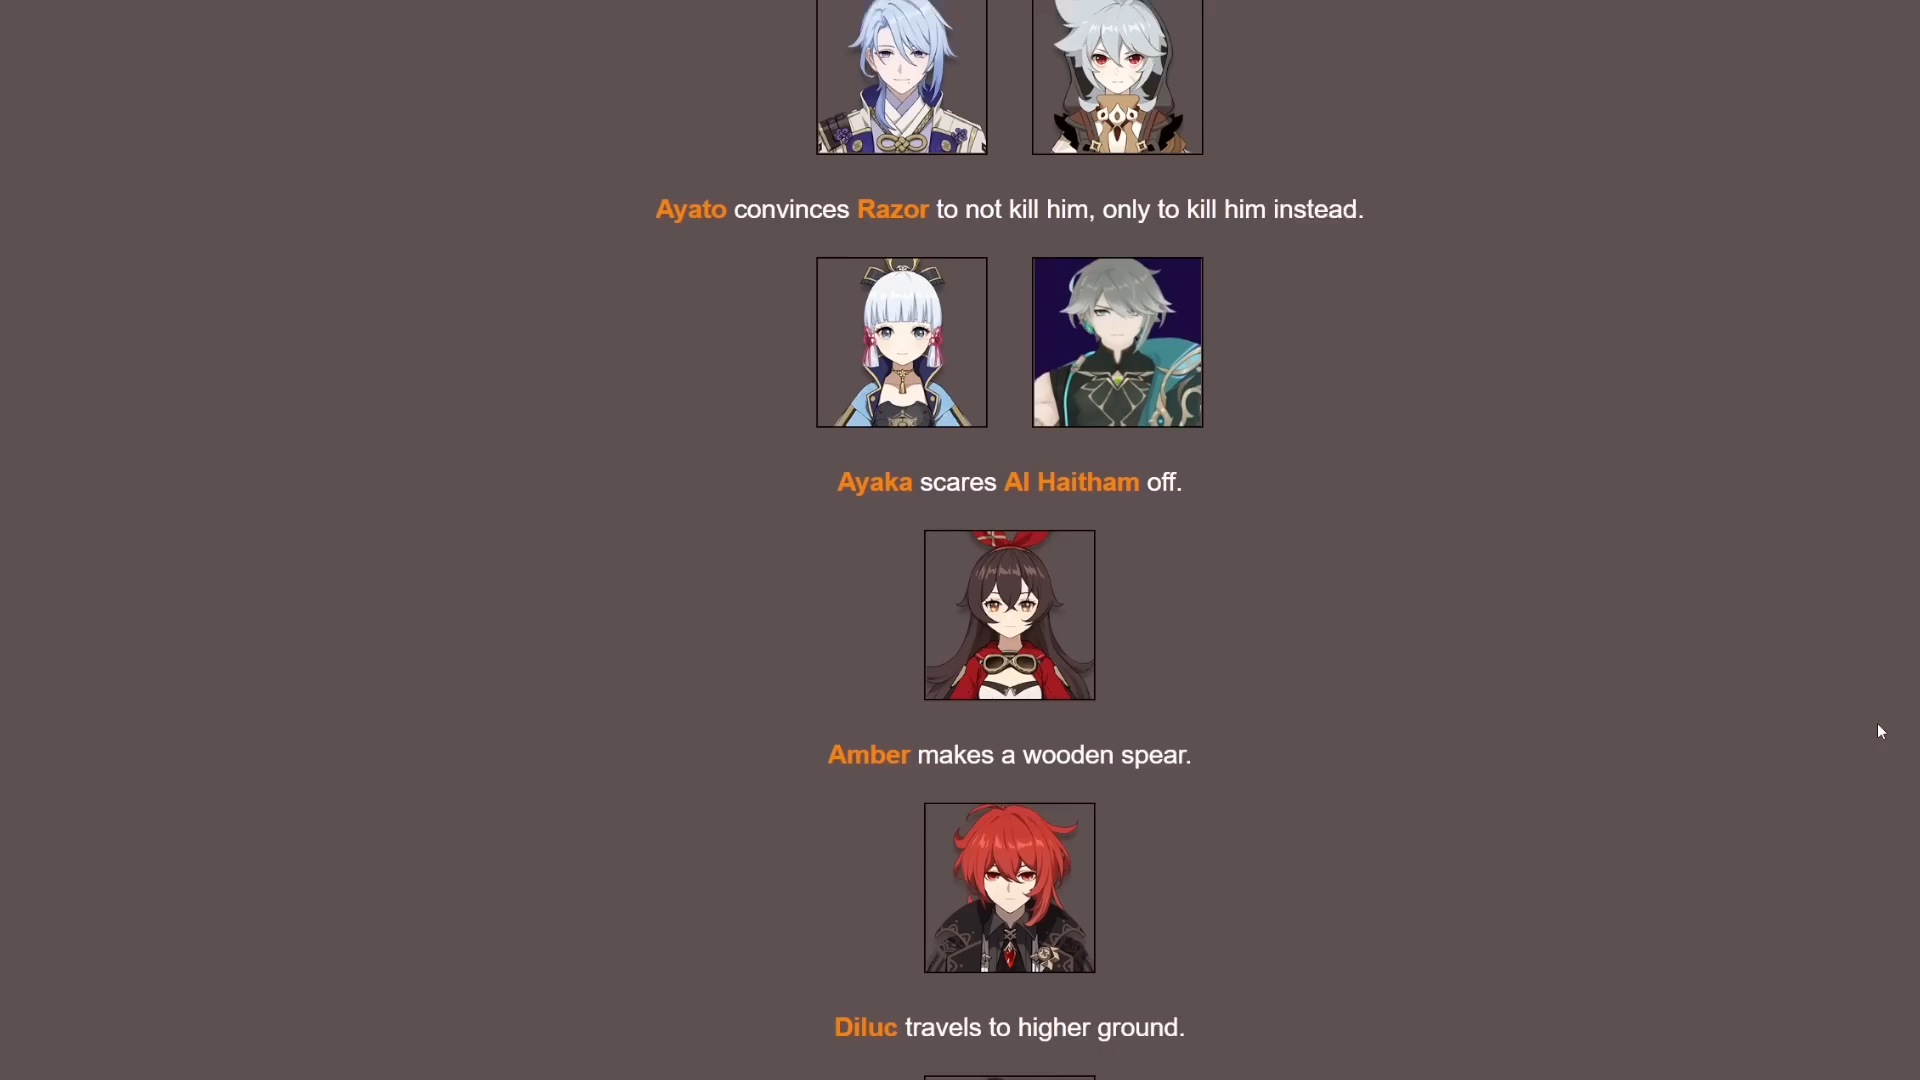 Ayato convinces Razor to not kill him, only to kill him instead.
Ayaka scares Al Haitham off.
Amber makes a wooden spear.
Diluc travels to higher ground.